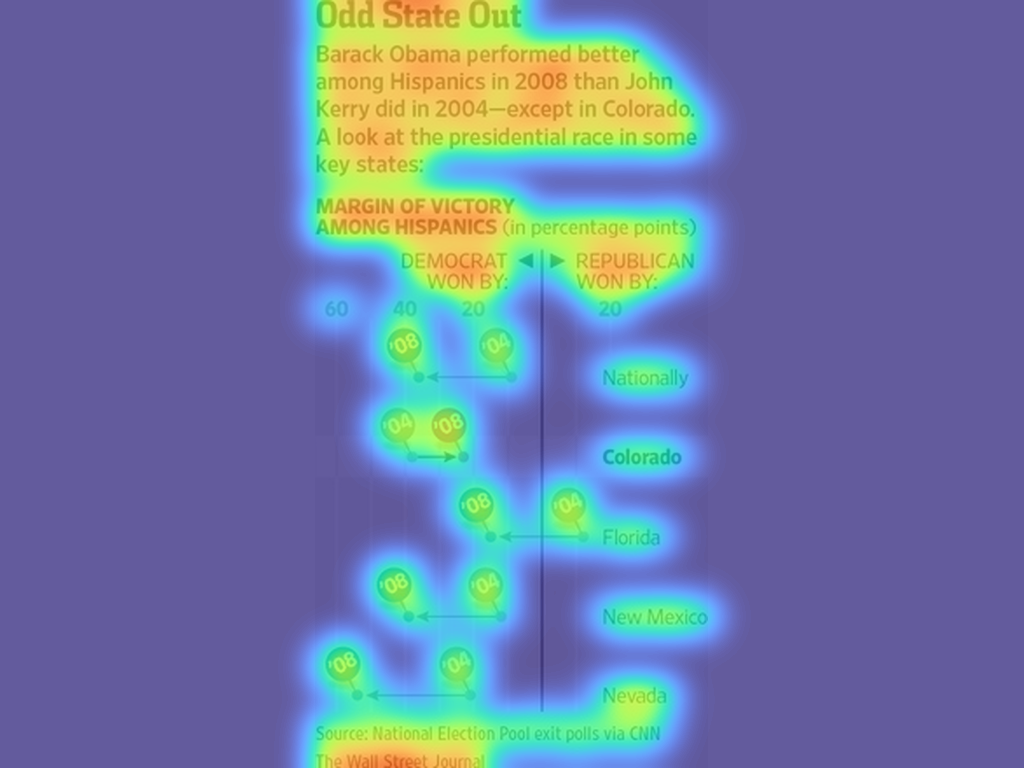 Odd State Out
Barack Obama performed better
among Hispanics in 2008 than John
Kerry did in 2004—except in Colorado.
A look at the presidential race in some
key states:
MARGIN OF VICTORY
AMONG HISPANICS (in percentage points)
DEMOCRAT ◄ ► REPUBLICAN
WON BY: WON BY:
60 40 20 20
'08 '04
Nationally
'04 '08
Colorado
'08 '04
Florida
'08 '04
New Mexico
'08 '04
Nevada
Source: National Election Pool exit polls via CNN
The Wall Street Journal